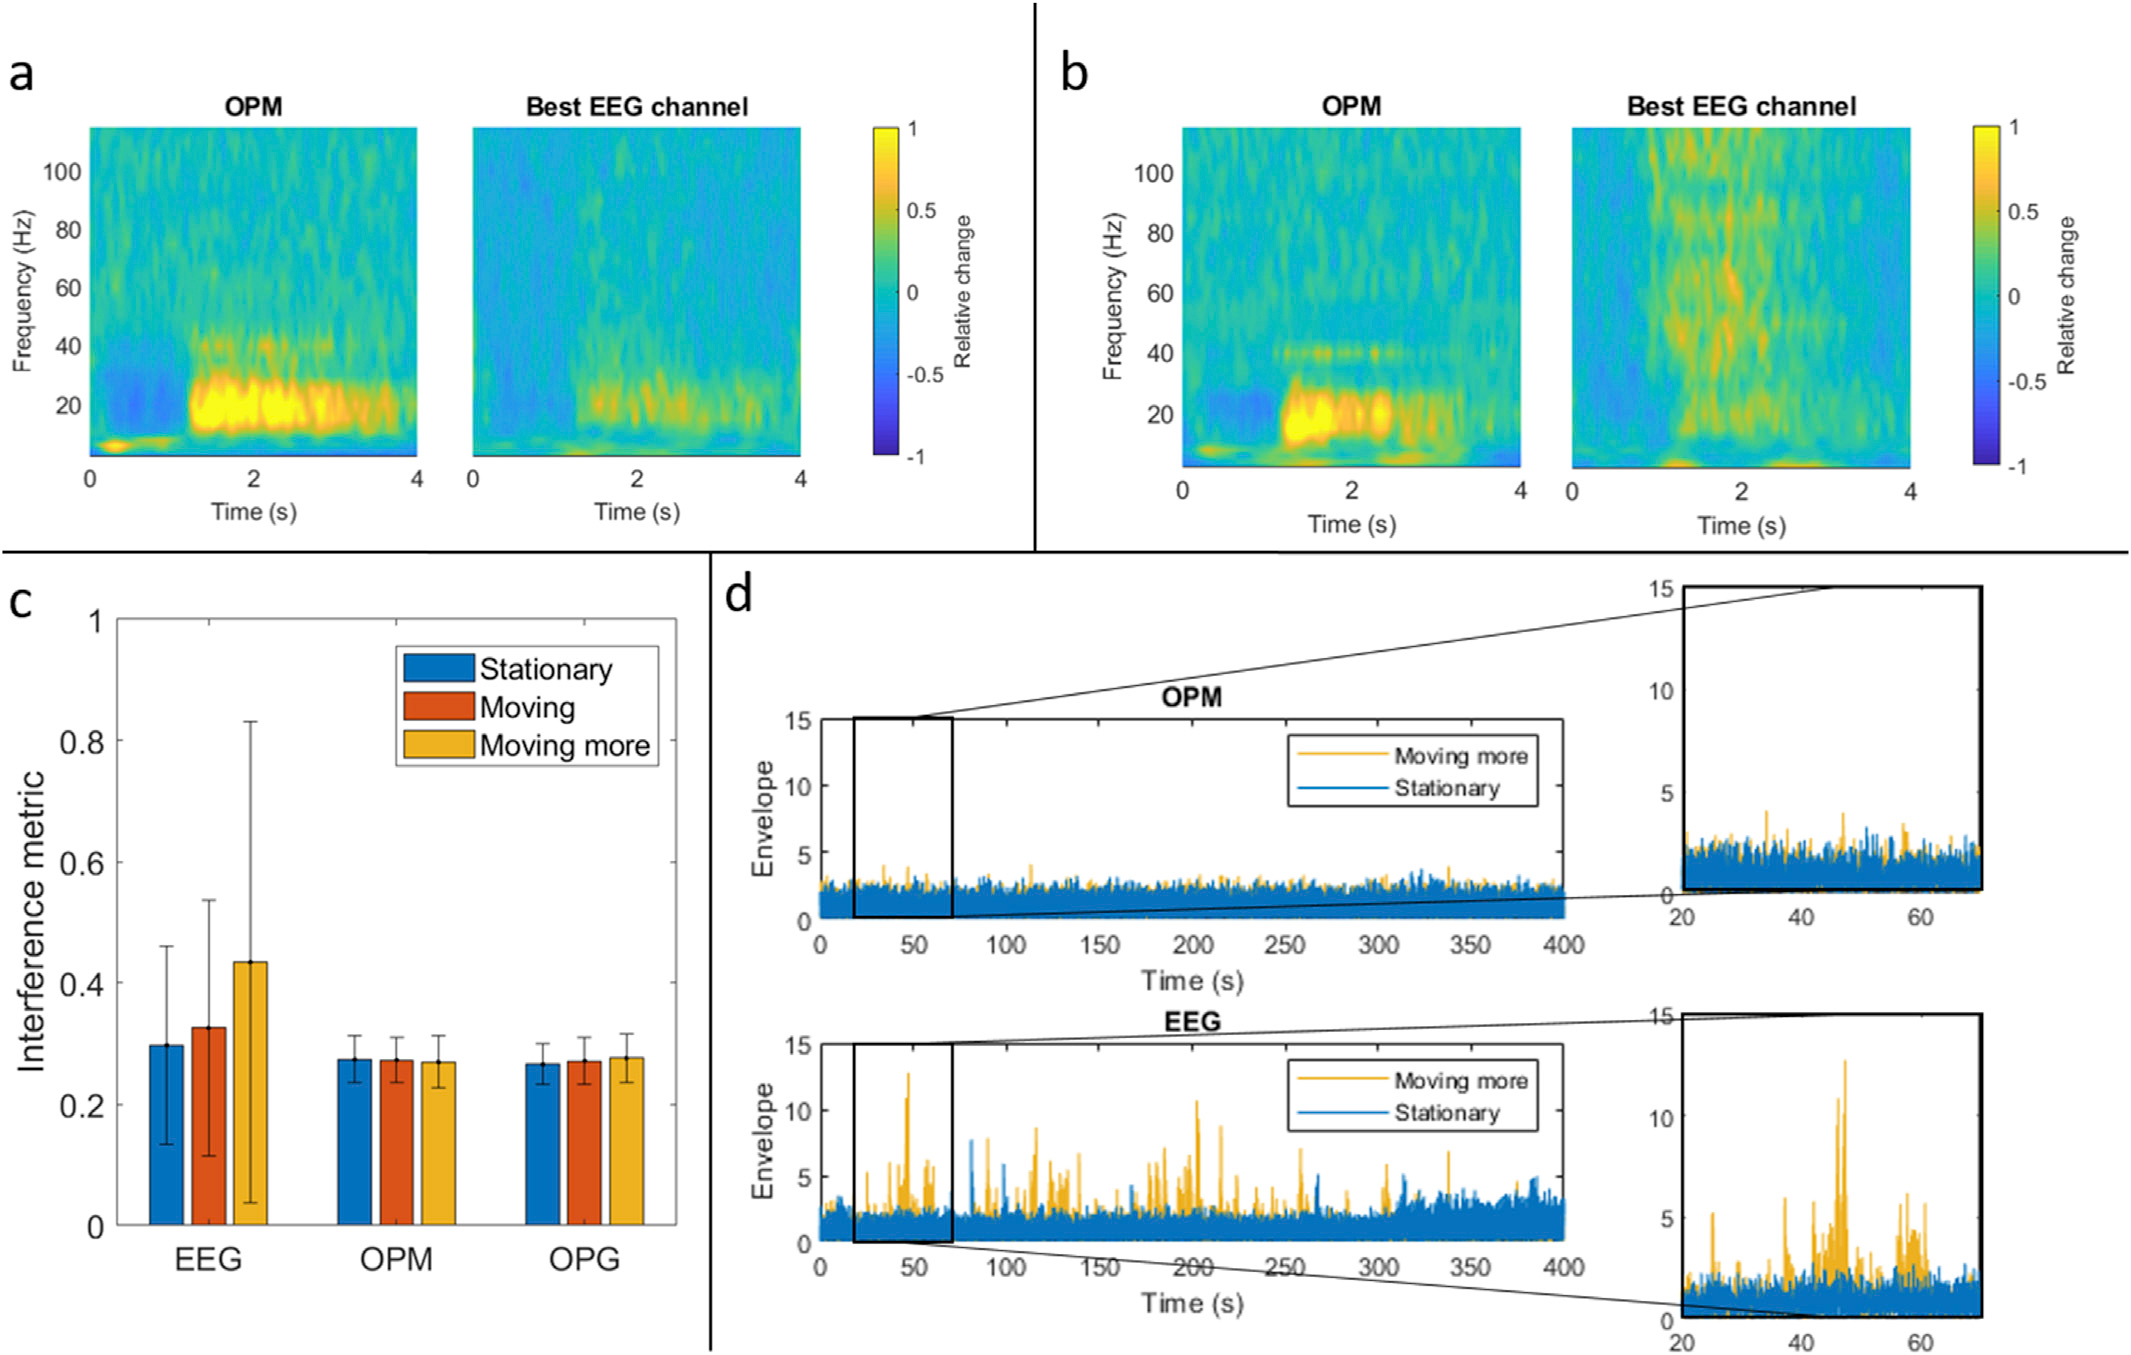 a
OPM
Best EEG channel
100
80
60
40
20
Frequency (Hz)
0 2 4
Time (s)
0 2 4
Time (s)
1
0.5
0
-0.5
-1
Relative change
b
OPM
Best EEG channel
100
80
60
40
20
Frequency (Hz)
0 2 4
Time (s)
0 2 4
Time (s)
1
0.5
0
-0.5
-1
Relative change
c
1
0.8
0.6
0.4
0.2
0
Interference metric
Stationary
Moving
Moving more
EEG OPM OPG
d
OPM
15
10
5
0
Envelope
Moving more
Stationary
0 50 100 150 200 250 300 350 400
Time (s)
15
10
5
0
20 40 60
EEG
15
10
5
0
Envelope
Moving more
Stationary
0 50 100 150 200 250 300 350 400
Time (s)
15
10
5
0
20 40 60